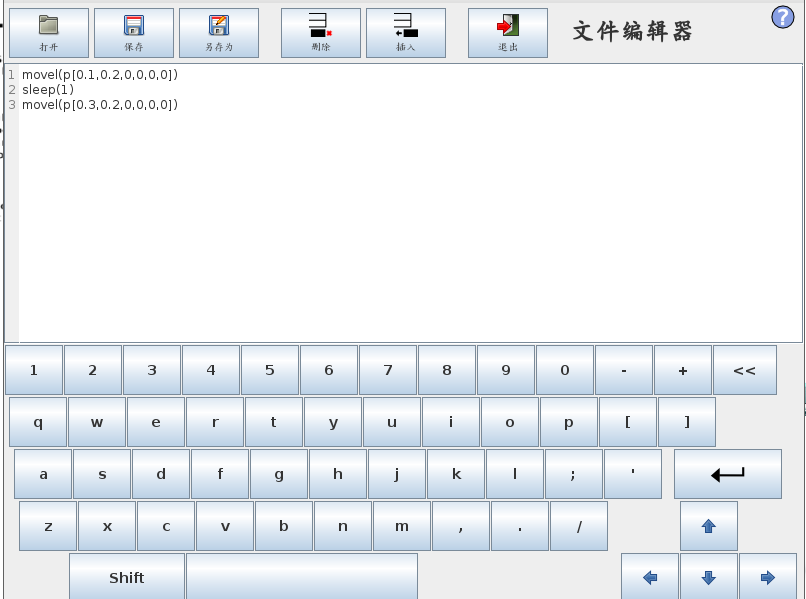 打开 保存 另存为 删除 插入 退出 文件编辑器 ?
1 movel(p[0.1,0.2,0,0,0,0])
2 sleep(1)
3 movel(p[0.3,0.2,0,0,0,0])
1 2 3 4 5 6 7 8 9 0 - + <<
q w e r t y u i o p [ ]
a s d f g h j k l ; '
z x c v b n m , . /
Shift